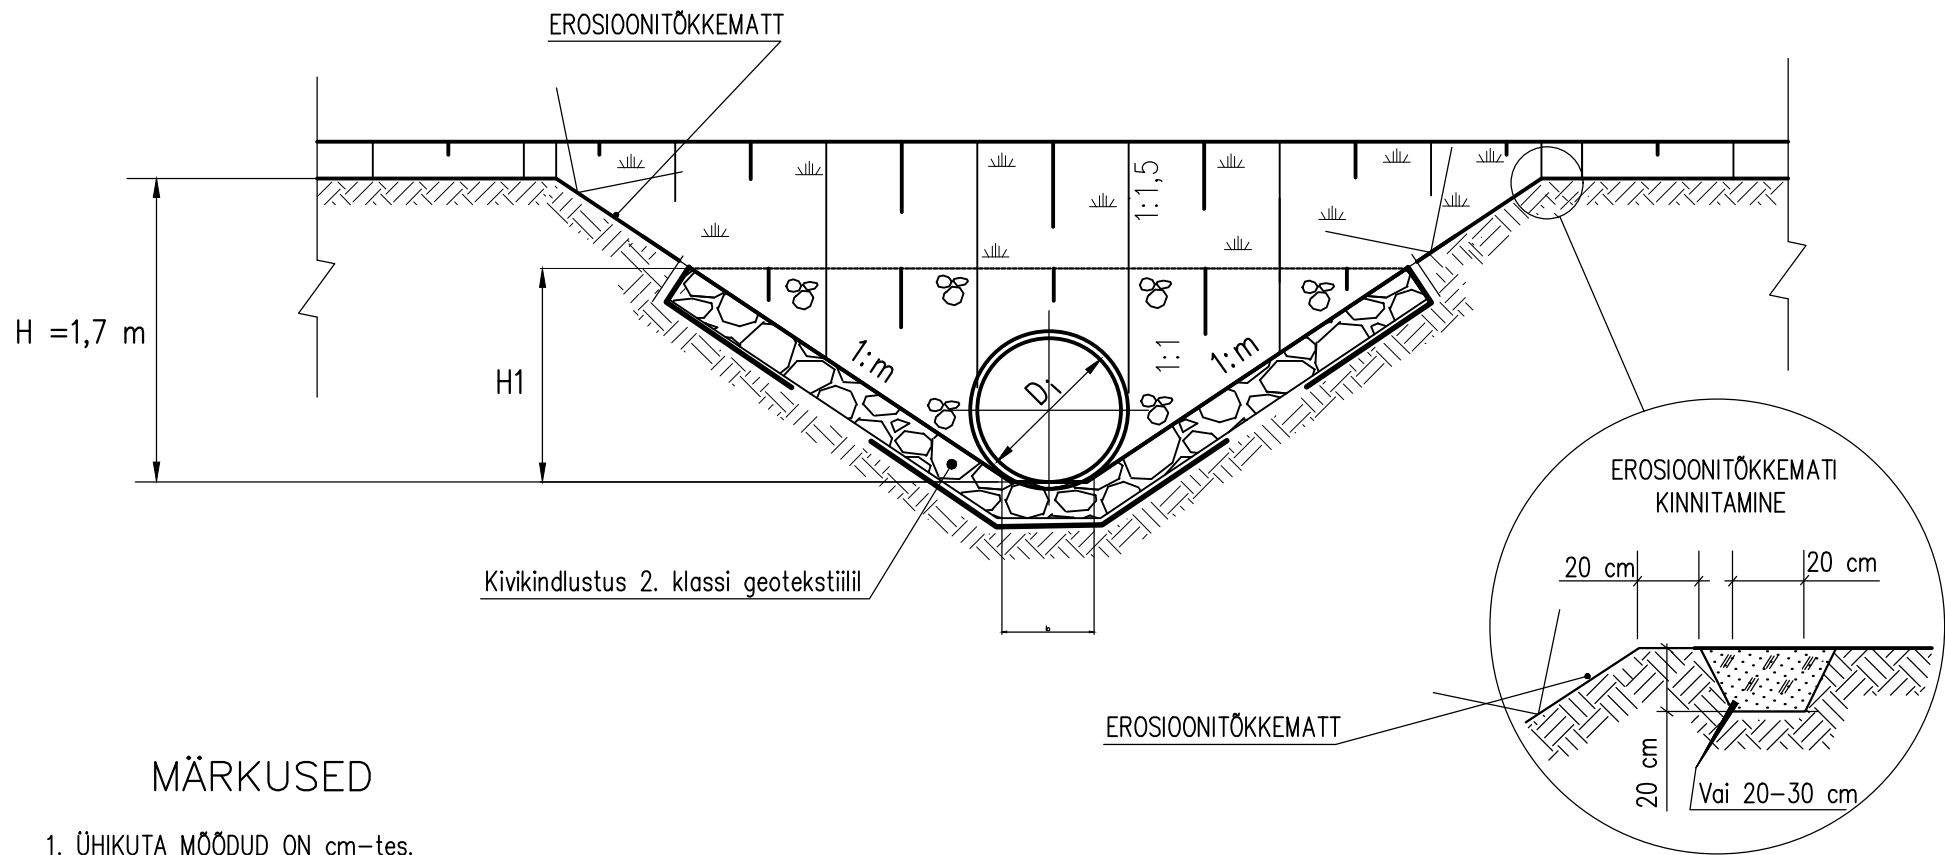 EROSIOONITÕKKEMATT
1:1,5
H =1,7 m
H1
1:m
Di
1:1
1:m
EROSIOONITÕKKEMATI
KINNITAMINE
20 cm
20 cm
Kivikindlustus 2. klassi geotekstiilil
b
EROSIOONITÕKKEMATT
20 cm
Vai 20-30 cm
MÄRKUSED
1. ÜHIKUTA MÕÕDUD ON cm-tes.